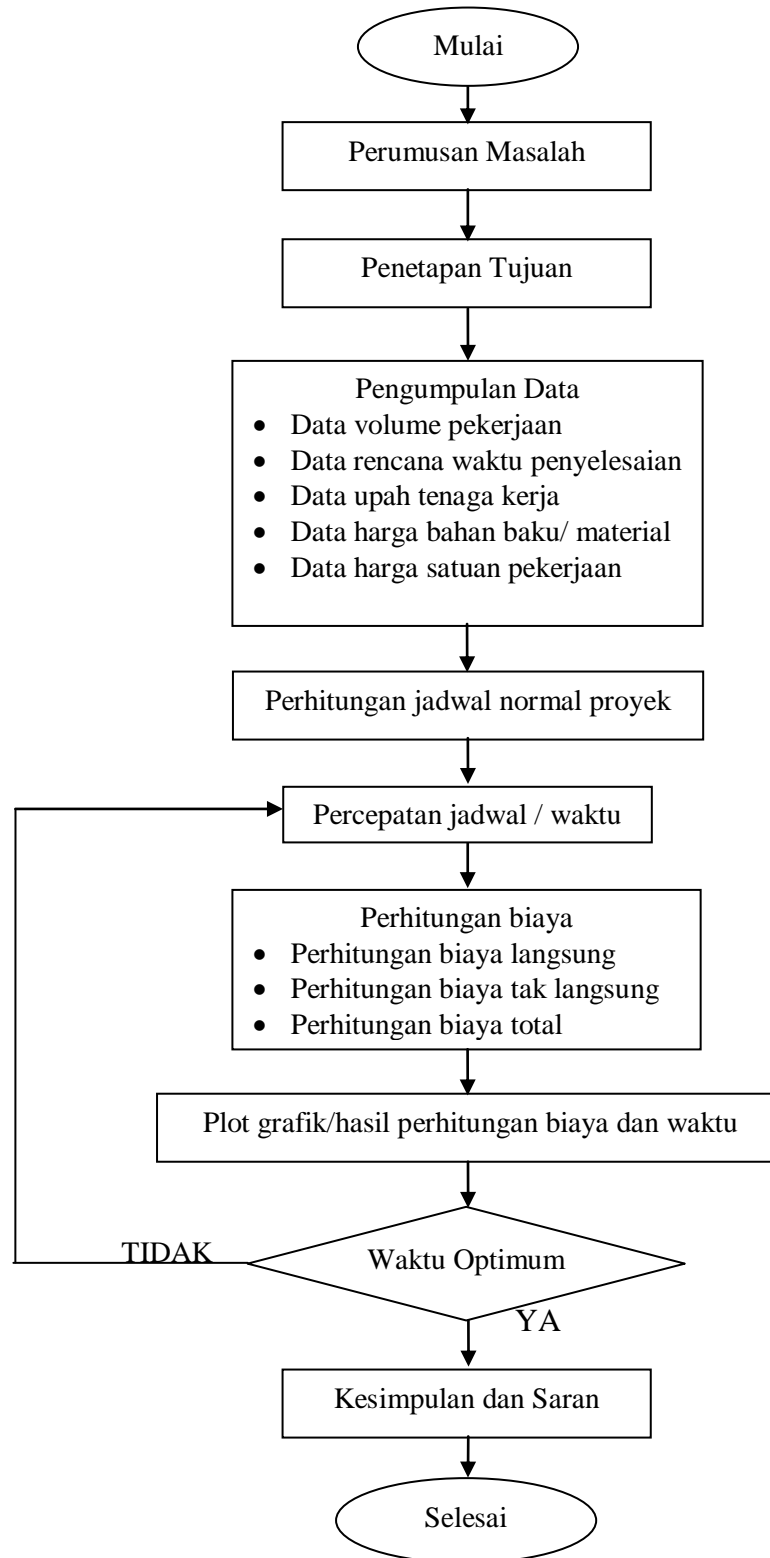 Mulai
Perumusan Masalah
Penetapan Tujuan
Pengumpulan Data
• Data volume pekerjaan
• Data rencana waktu penyelesaian
• Data upah tenaga kerja
• Data harga bahan baku/ material
• Data harga satuan pekerjaan
Perhitungan jadwal normal proyek
Percepatan jadwal / waktu
Perhitungan biaya
• Perhitungan biaya langsung
• Perhitungan biaya tak langsung
• Perhitungan biaya total
Plot grafik/hasil perhitungan biaya dan waktu
TIDAK
Waktu Optimum
YA
Kesimpulan dan Saran
Selesai